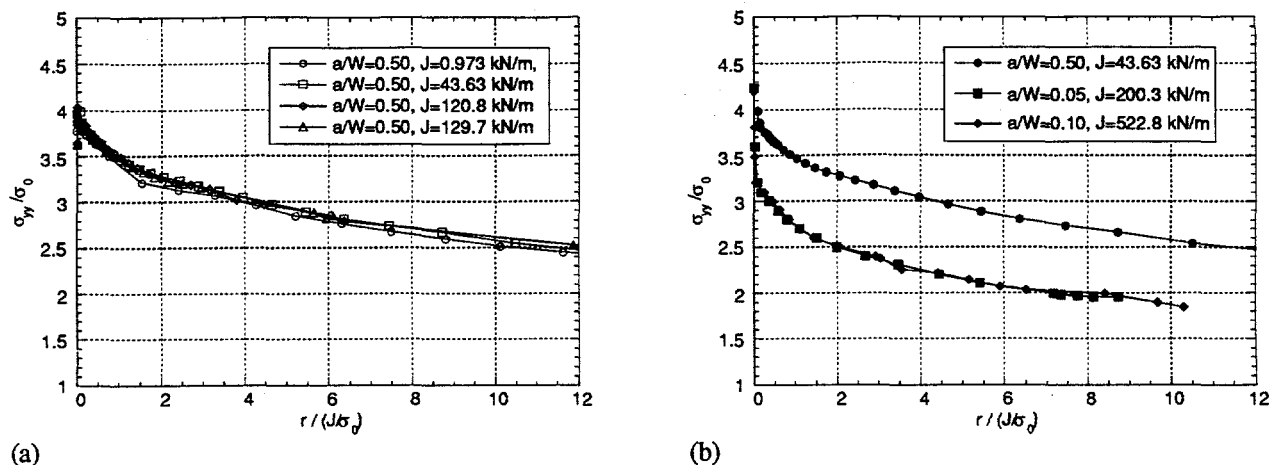 5
4.5
4
3.5
3
2.5
2
1.5
1
σyy/σ0
a/W=0.50, J=0.973 kN/m,
a/W=0.50, J=43.63 kN/m
a/W=0.50, J=120.8 kN/m
a/W=0.50, J=129.7 kN/m
0 2 4 6 8 10 12
r / (J/σ0)
(a)
5
4.5
4
3.5
3
2.5
2
1.5
1
σyy/σ0
a/W=0.50, J=43.63 kN/m
a/W=0.05, J=200.3 kN/m
a/W=0.10, J=522.8 kN/m
0 2 4 6 8 10 12
r / (J/σ0)
(b)